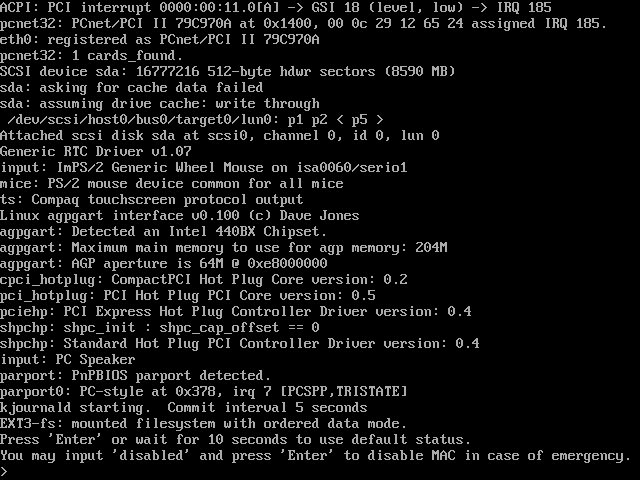 ACPI: PCI interrupt 0000:00:11.0[A] -> GSI 18 (level, low) -> IRQ 185
pcnet32: PCnet/PCI II 79C970A at 0x1400, 00 0c 29 12 65 24 assigned IRQ 185.
eth0: registered as PCnet/PCI II 79C970A
pcnet32: 1 cards_found.
SCSI device sda: 16777216 512-byte hdwr sectors (8590 MB)
sda: asking for cache data failed
sda: assuming drive cache: write through
 /dev/scsi/host0/bus0/target0/lun0: p1 p2 < p5 >
Attached scsi disk sda at scsi0, channel 0, id 0, lun 0
Generic RTC Driver v1.07
input: ImPS/2 Generic Wheel Mouse on isa0060/serio1
mice: PS/2 mouse device common for all mice
ts: Compaq touchscreen protocol output
Linux agpgart interface v0.100 (c) Dave Jones
agpgart: Detected an Intel 440BX Chipset.
agpgart: Maximum main memory to use for agp memory: 204M
agpgart: AGP aperture is 64M @ 0xe8000000
cpci_hotplug: CompactPCI Hot Plug Core version: 0.2
pci_hotplug: PCI Hot Plug PCI Core version: 0.5
pciehp: PCI Express Hot Plug Controller Driver version: 0.4
shpchp: shpc_init : shpc_cap_offset == 0
shpchp: Standard Hot Plug PCI Controller Driver version: 0.4
input: PC Speaker
parport: PnPBIOS parport detected.
parport0: PC-style at 0x378, irq 7 [PCSPP,TRISTATE]
kjournald starting.  Commit interval 5 seconds
EXT3-fs: mounted filesystem with ordered data mode.
Press 'Enter' or wait for 10 seconds to use default status.
You may input 'disabled' and press 'Enter' to disable MAC in case of emergency.
>